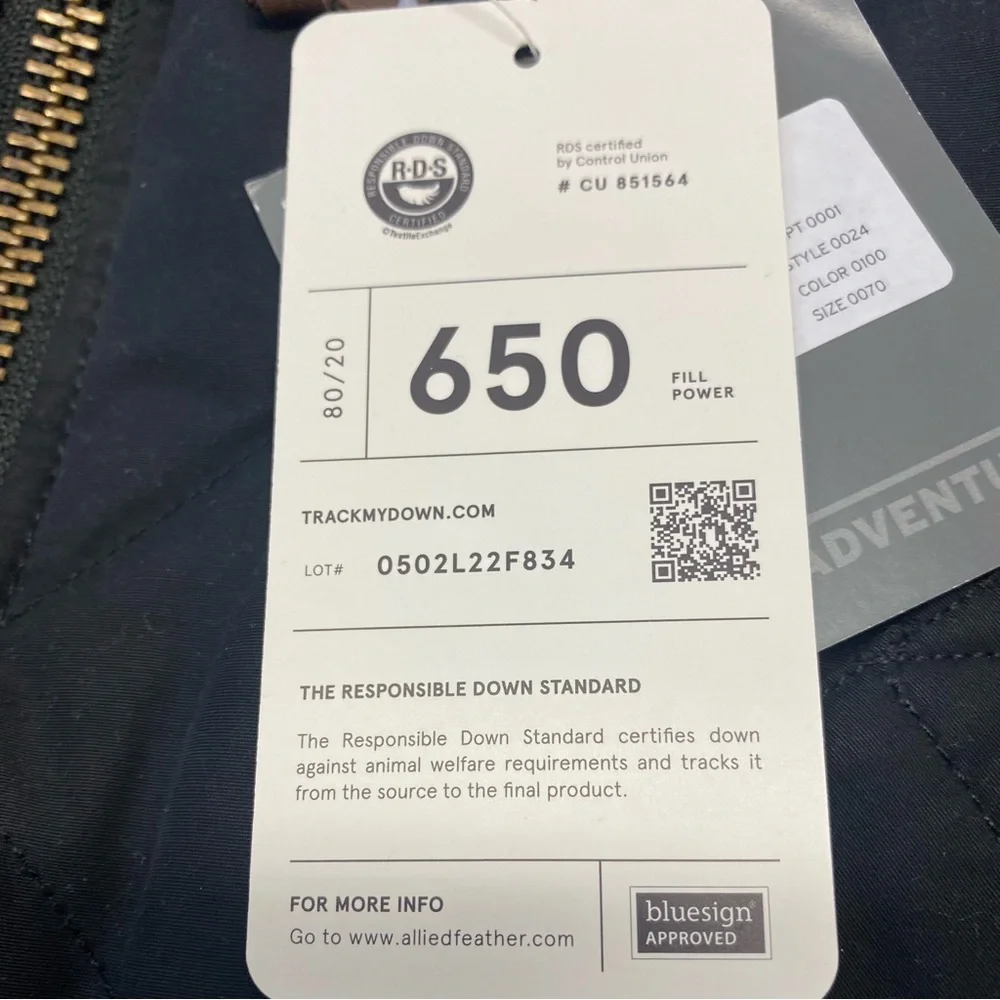 RESPONSIBLE DOWN STANDARD
R·D·S
CERTIFIED
©TextileExchange
RDS certified
by Control Union
# CU 851564
80/20
650
FILL
POWER
TRACKMYDOWN.COM
LOT# 0502L22F834
THE RESPONSIBLE DOWN STANDARD
The Responsible Down Standard certifies down
against animal welfare requirements and tracks it
from the source to the final product.
FOR MORE INFO
Go to www.alliedfeather.com
bluesign®
APPROVED
PT 0001
STYLE 0024
COLOR 0100
SIZE 0070
ADVENTU